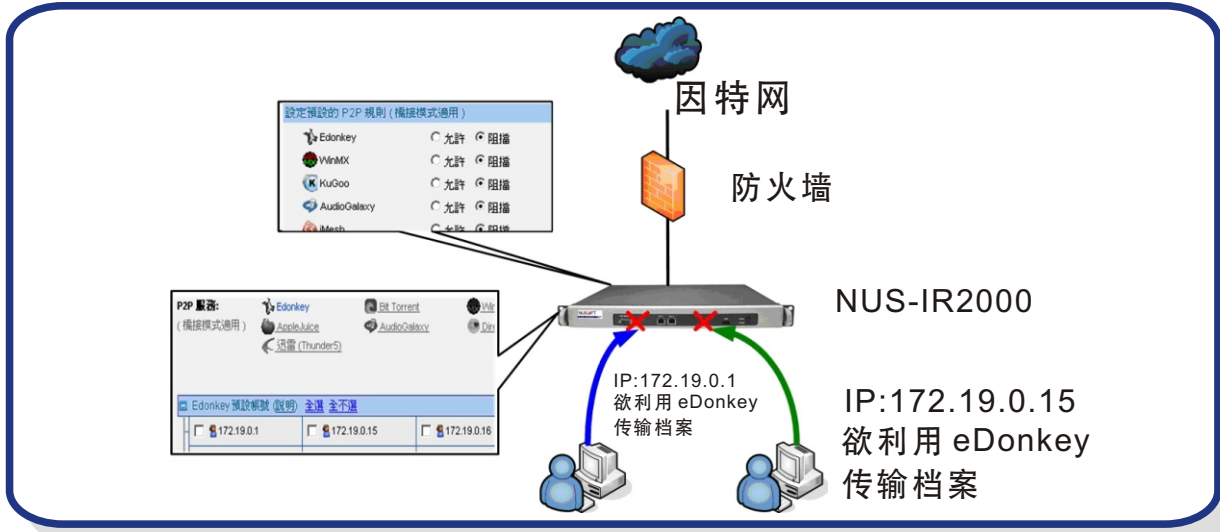 因特网
設定預設的 P2P 規則 ( 橋接模式適用 )
Edonkey 允許 阻擋
WinMX 允許 阻擋
KuGoo 允許 阻擋
AudioGalaxy 允許 阻擋
iMesh 允許 阻擋
防火墙
NUS-IR2000
P2P 服務: Edonkey Bit Torrent
( 橋接模式適用 ) AppleJuice AudioGalaxy
迅雷 (Thunder5)
Edonkey 預設帳號 (説明) 全選 全不選
172.19.0.1 172.19.0.15 172.19.0.16
IP:172.19.0.1
欲利用 eDonkey
传输档案
IP:172.19.0.15
欲利用 eDonkey
传输档案